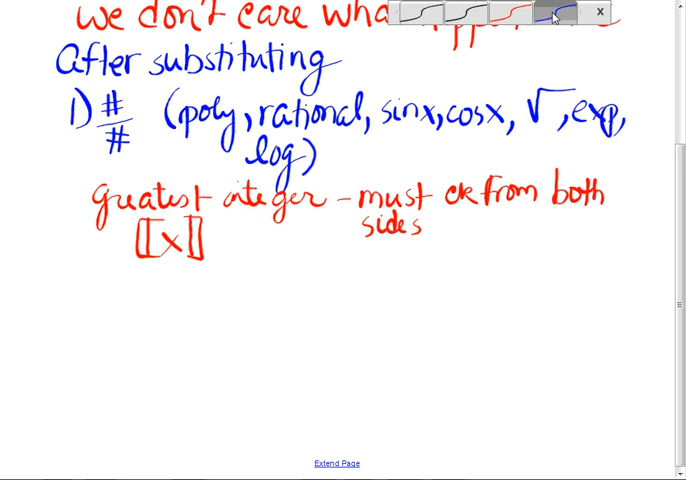 we don't care wha
After substituting
1) #/# (poly, rational, sinx, cosx, √, exp,
log)
greatest integer - must ck from both
sides
[[x]]
Extend Page